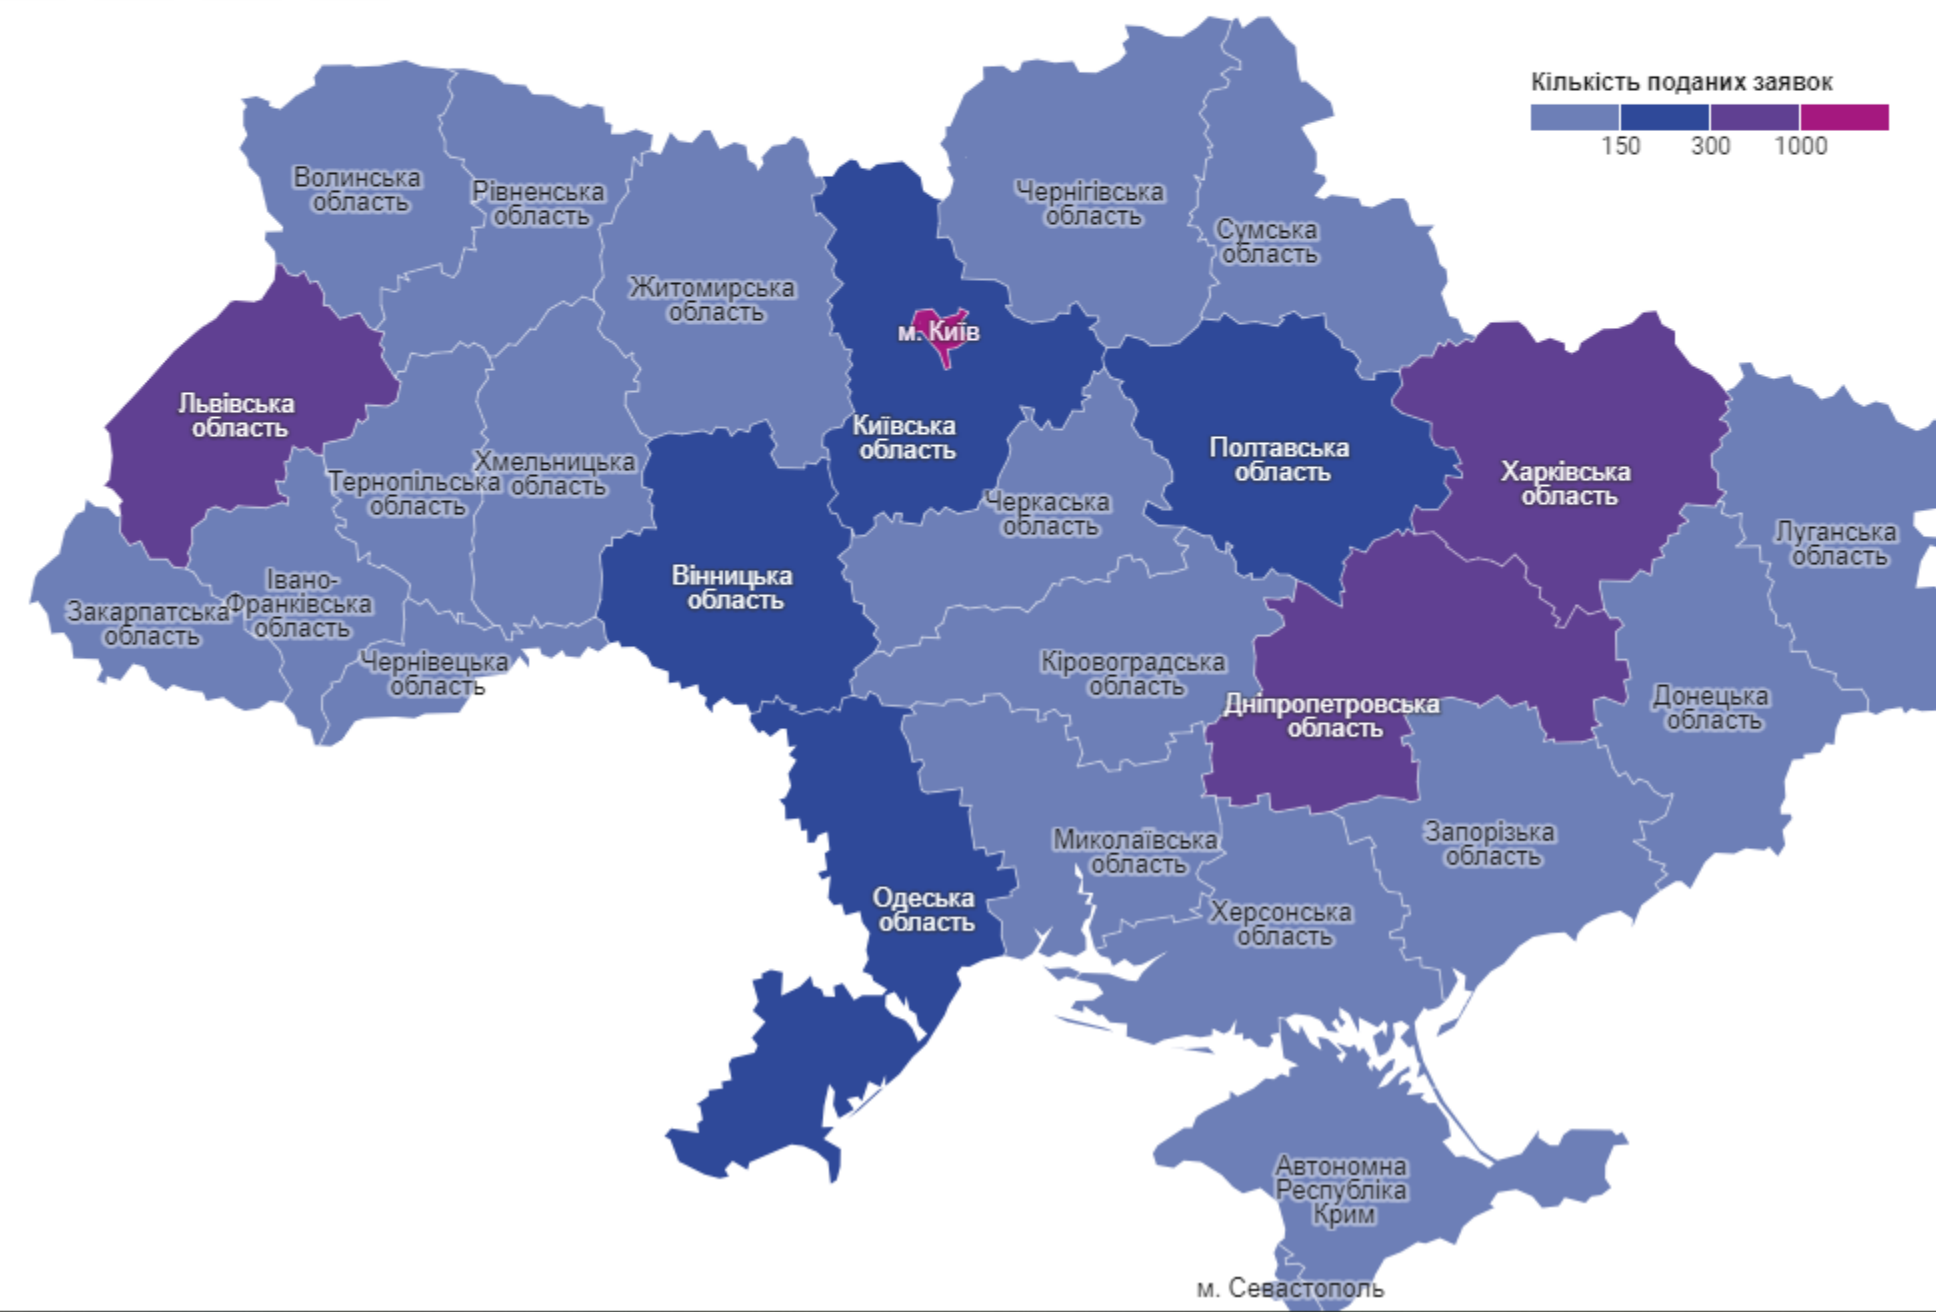 Кількість поданих заявок
150 300 1000
Волинська
область
Рівненська
область
Чернігівська
область
Сумська
область
Житомирська
область
м. Київ
Львівська
область
Київська
область
Полтавська
область
Харківська
область
Хмельницька
область
Тернопільська
область
Черкаська
область
Луганська
область
Вінницька
область
Івано-
Франківська
область
Закарпатська
область
Чернівецька
область
Кіровоградська
область
Дніпропетровська
область
Донецька
область
Миколаївська
область
Запорізька
область
Одеська
область
Херсонська
область
Автономна
Республіка
Крим
м. Севастополь